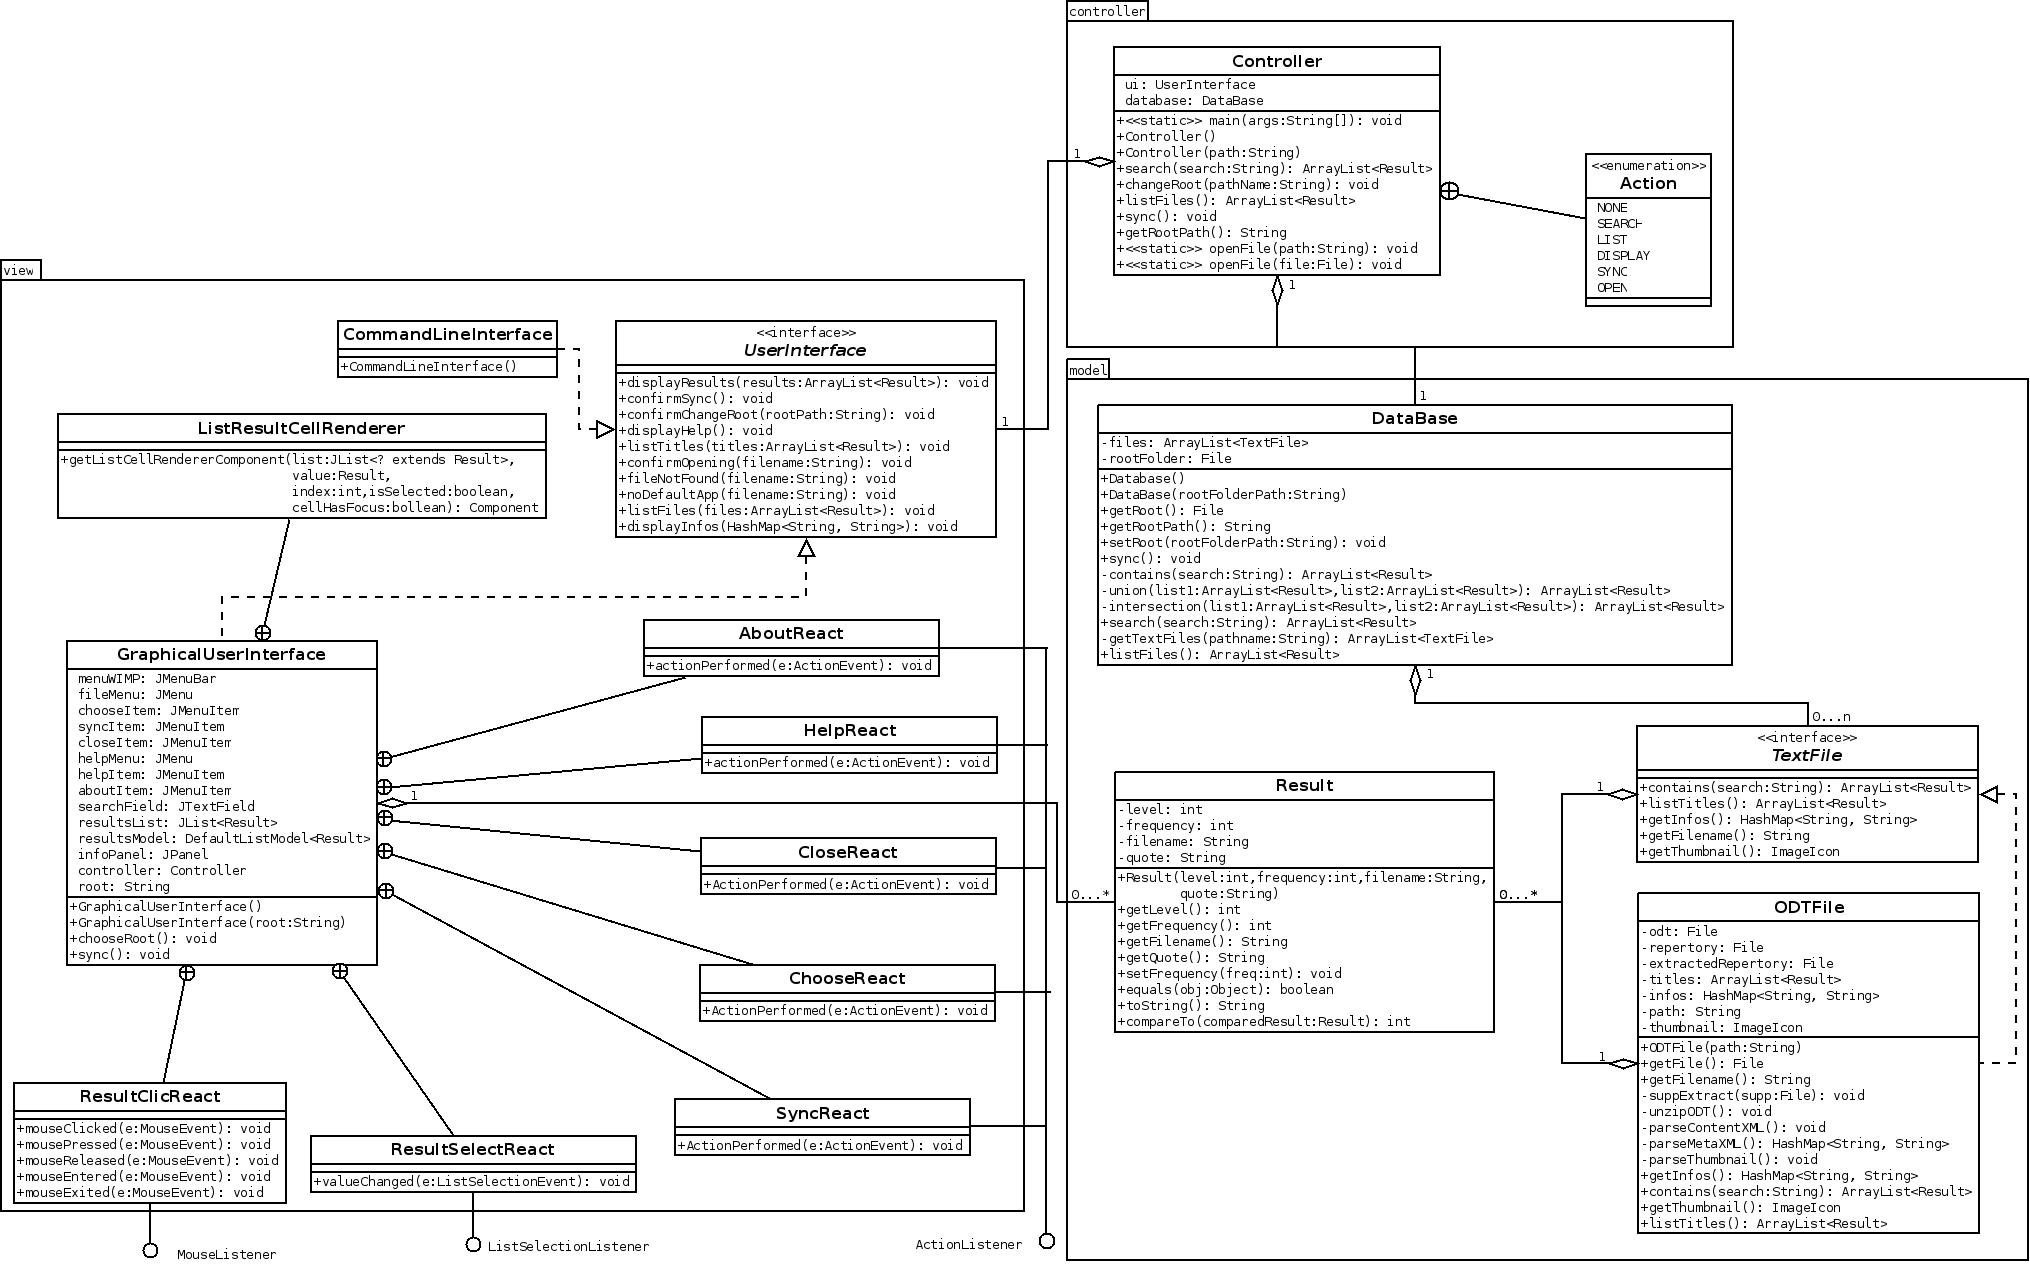 controller
Controller
ui: UserInterface
database: DataBase
+<<static>> main(args:String[]): void
+Controller()
+Controller(path:String)
+search(search:String): ArrayList<Result>
+changeRoot(pathName:String): void
+listFiles(): ArrayList<Result>
+sync(): void
+getRootPath(): String
+<<static>> openFile(path:String): void
+<<static>> openFile(file:File): void
1
1
<<enumeration>>
Action
NONE
SEARCH
LIST
DISPLAY
SYNC
OPEN
view
CommandLineInterface
+CommandLineInterface()
<<interface>>
UserInterface
+displayResults(results:ArrayList<Result>): void
+confirmSync(): void
+confirmChangeRoot(rootPath:String): void
+displayHelp(): void
+listTitles(titles:ArrayList<Result>): void
+confirmOpening(filename:String): void
+fileNotFound(filename:String): void
+noDefaultApp(filename:String): void
+listFiles(files:ArrayList<Result>): void
+displayInfos(HashMap<String, String>): void
1
ListResultCellRenderer
+getListCellRendererComponent(list:JList<? extends Result>,
value:Result,
index:int,isSelected:boolean,
cellHasFocus:bollean): Component
GraphicalUserInterface
menuWIMP: JMenuBar
fileMenu: JMenu
chooseItem: JMenuItem
syncItem: JMenuItem
closeItem: JMenuItem
helpMenu: JMenu
helpItem: JMenuItem
aboutItem: JMenuItem
searchField: JTextField
resultsList: JList<Result>
resultsModel: DefaultListModel<Result>
infoPanel: JPanel
controller: Controller
root: String
+GraphicalUserInterface()
+GraphicalUserInterface(root:String)
+chooseRoot(): void
+sync(): void
1
AboutReact
+actionPerformed(e:ActionEvent): void
HelpReact
+actionPerformed(e:ActionEvent): void
CloseReact
+ActionPerformed(e:ActionEvent): void
ChooseReact
+ActionPerformed(e:ActionEvent): void
SyncReact
+ActionPerformed(e:ActionEvent): void
ResultClicReact
+mouseClicked(e:MouseEvent): void
+mousePressed(e:MouseEvent): void
+mouseReleased(e:MouseEvent): void
+mouseEntered(e:MouseEvent): void
+mouseExited(e:MouseEvent): void
ResultSelectReact
+valueChanged(e:ListSelectionEvent): void
MouseListener
ListSelectionListener
ActionListener
model
1
DataBase
-files: ArrayList<TextFile>
-rootFolder: File
+Database()
+DataBase(rootFolderPath:String)
+getRoot(): File
+getRootPath(): String
+setRoot(rootFolderPath:String): void
+sync(): void
-contains(search:String): ArrayList<Result>
-union(list1:ArrayList<Result>,list2:ArrayList<Result>): ArrayList<Result>
-intersection(list1:ArrayList<Result>,list2:ArrayList<Result>): ArrayList<Result>
+search(search:String): ArrayList<Result>
-getTextFiles(pathname:String): ArrayList<TextFile>
+listFiles(): ArrayList<Result>
1
0...n
<<interface>>
TextFile
+contains(search:String): ArrayList<Result>
+listTitles(): ArrayList<Result>
+getInfos(): HashMap<String, String>
+getFilename(): String
+getThumbnail(): ImageIcon
1
Result
-level: int
-frequency: int
-filename: String
-quote: String
+Result(level:int,frequency:int,filename:String,
quote:String)
+getLevel(): int
+getFrequency(): int
+getFilename(): String
+getQuote(): String
+setFrequency(freq:int): void
+equals(obj:Object): boolean
+toString(): String
+compareTo(comparedResult:Result): int
0...*
0...*
ODTFile
-odt: File
-repertory: File
-extractedRepertory: File
-titles: ArrayList<Result>
-infos: HashMap<String, String>
-path: String
-thumbnail: ImageIcon
+ODTFile(path:String)
+getFile(): File
+getFilename(): String
-suppExtract(supp:File): void
-unzipODT(): void
-parseContentXML(): void
-parseMetaXML(): HashMap<String, String>
-parseThumbnail(): void
+getInfos(): HashMap<String, String>
+contains(search:String): ArrayList<Result>
+getThumbnail(): ImageIcon
+listTitles(): ArrayList<Result>
1